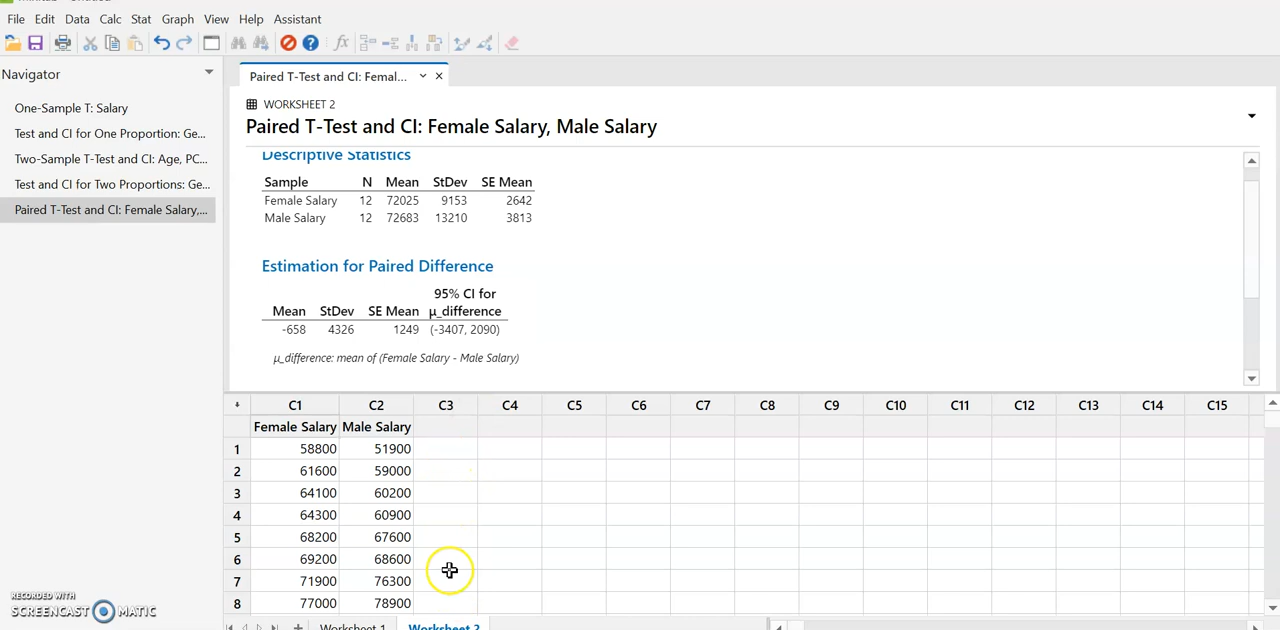 File Edit Data Calc Stat Graph View Help Assistant
Navigator
One-Sample T: Salary
Test and CI for One Proportion: Ge...
Two-Sample T-Test and CI: Age, PC...
Test and CI for Two Proportions: Ge...
Paired T-Test and CI: Female Salary,...
Paired T-Test and CI: Femal...
WORKSHEET 2
Paired T-Test and CI: Female Salary, Male Salary
Descriptive Statistics
Sample N Mean StDev SE Mean
Female Salary 12 72025 9153 2642
Male Salary 12 72683 13210 3813
Estimation for Paired Difference
95% CI for
Mean StDev SE Mean μ_difference
-658 4326 1249 (-3407, 2090)
μ_difference: mean of (Female Salary - Male Salary)
C1 C2 C3 C4 C5 C6 C7 C8 C9 C10 C11 C12 C13 C14 C15
Female Salary Male Salary
1 58800 51900
2 61600 59000
3 64100 60200
4 64300 60900
5 68200 67600
6 69200 68600
7 71900 76300
8 77000 78900
Worksheet 1 Worksheet 2
RECORDED WITH
SCREENCAST MATIC